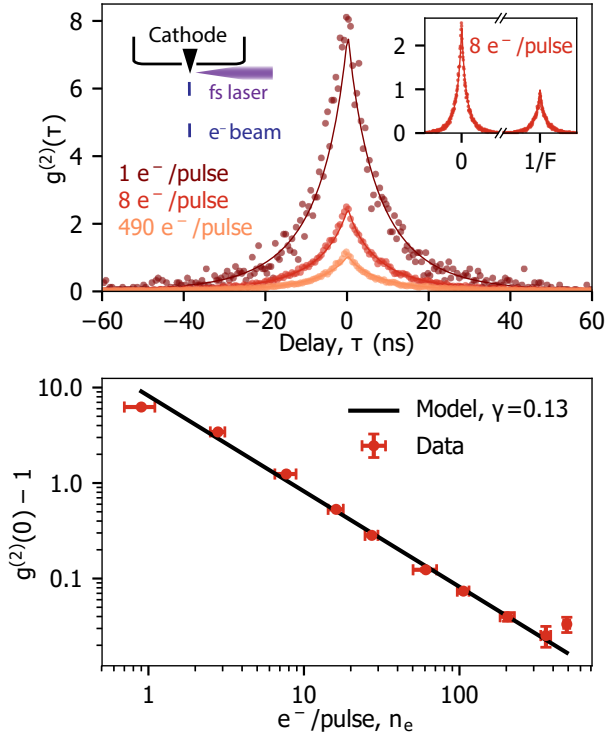 8
6
4
2
0
g⁽²⁾(τ)
Cathode
fs laser
e⁻ beam
1 e⁻/pulse
8 e⁻/pulse
490 e⁻/pulse
2
1
0
8 e⁻/pulse
0 1/F
−60 −40 −20 0 20 40 60
Delay, τ (ns)
10.0
1.0
0.1
g⁽²⁾(0) − 1
Model, γ=0.13
Data
1 10 100
e⁻/pulse, nₑ